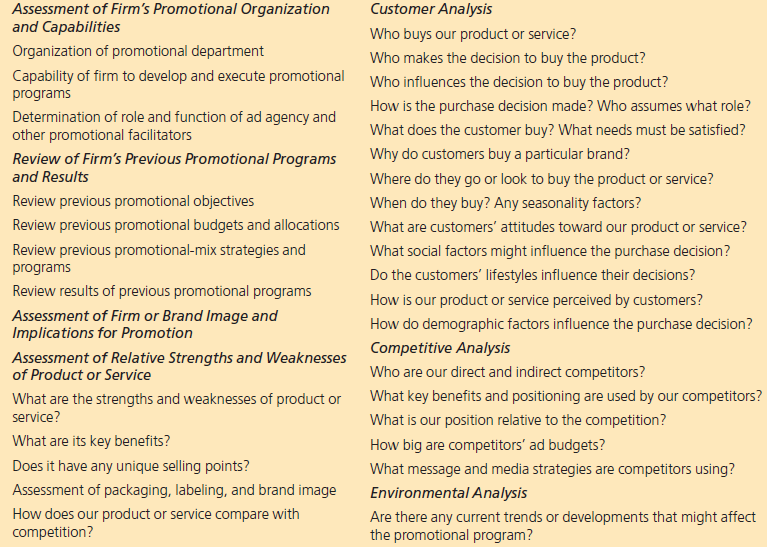 Assessment of Firm's Promotional Organization
and Capabilities
Organization of promotional department
Capability of firm to develop and execute promotional
programs
Determination of role and function of ad agency and
other promotional facilitators
Review of Firm's Previous Promotional Programs
and Results
Review previous promotional objectives
Review previous promotional budgets and allocations
Review previous promotional-mix strategies and
programs
Review results of previous promotional programs
Assessment of Firm or Brand Image and
Implications for Promotion
Assessment of Relative Strengths and Weaknesses
of Product or Service
What are the strengths and weaknesses of product or
service?
What are its key benefits?
Does it have any unique selling points?
Assessment of packaging, labeling, and brand image
How does our product or service compare with
competition?
Customer Analysis
Who buys our product or service?
Who makes the decision to buy the product?
Who influences the decision to buy the product?
How is the purchase decision made? Who assumes what role?
What does the customer buy? What needs must be satisfied?
Why do customers buy a particular brand?
Where do they go or look to buy the product or service?
When do they buy? Any seasonality factors?
What are customers' attitudes toward our product or service?
What social factors might influence the purchase decision?
Do the customers' lifestyles influence their decisions?
How is our product or service perceived by customers?
How do demographic factors influence the purchase decision?
Competitive Analysis
Who are our direct and indirect competitors?
What key benefits and positioning are used by our competitors?
What is our position relative to the competition?
How big are competitors' ad budgets?
What message and media strategies are competitors using?
Environmental Analysis
Are there any current trends or developments that might affect
the promotional program?